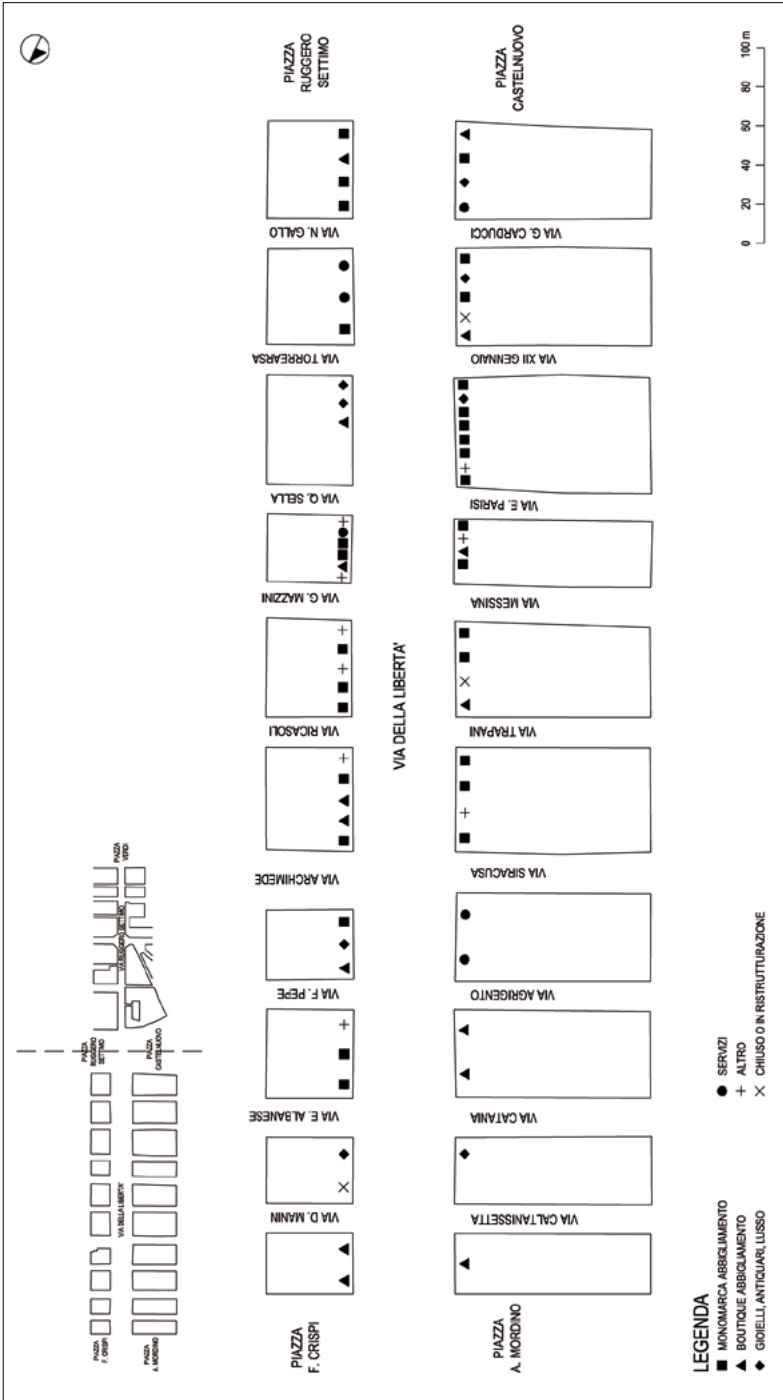 PIAZZA
RUGGERO
SETTIMO
PIAZZA
CASTELNUOVO
100 m
80
60
40
20
0
VIA N. GALLO
VIA G. CARDUCCI
VIA TORREARSA
VIA XII GENNAIO
VIA Q. SELLA
VIA E. PARISI
VIA G. MAZZINI
VIA MESSINA
VIA DELLA LIBERTA'
VIA RICASOLI
VIA TRAPANI
VIA ARCHIMEDE
VIA SIRACUSA
VIA F. PEPE
VIA AGRIGENTO
VIA E. ALBANESE
VIA CATANIA
VIA D. MANIN
VIA CALTANISSETTA
PIAZZA
F. CRISPI
PIAZZA
A. MORDINO
PIAZZA
VERDI
VIA RUGGERO SETTIMO
PIAZZA
RUGGERO
SETTIMO
PIAZZA
CASTELNUOVO
VIA DELLA LIBERTA'
PIAZZA
F. CRISPI
PIAZZA
A. MORDINO
LEGENDA
MONOMARCA ABBIGLIAMENTO
BOUTIQUE ABBIGLIAMENTO
GIOIELLI, ANTIQUARI, LUSSO
SERVIZI
ALTRO
CHIUSO O IN RISTRUTTURAZIONE